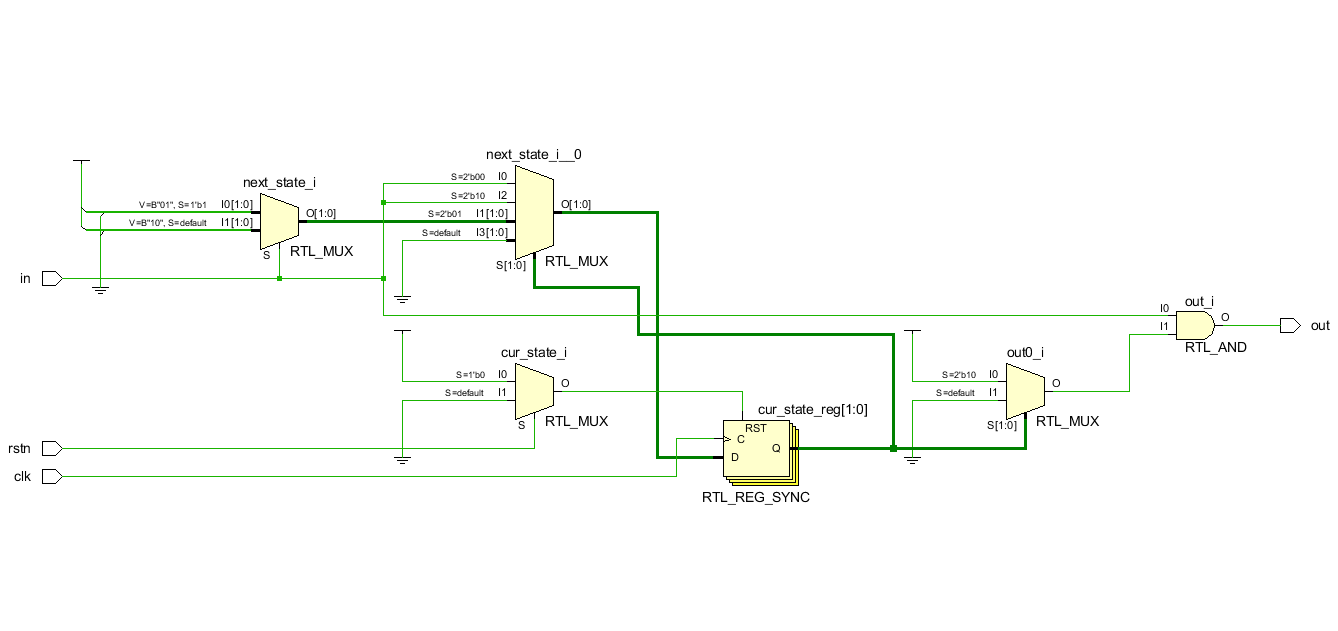 next_state_i__0
next_state_i
S=2'b00 I0
S=2'b10 I2
V=B"01", S=1'b1 I0[1:0]
O[1:0]
S=2'b01 I1[1:0]
O[1:0]
V=B"10", S=default I1[1:0]
S=default I3[1:0]
S
RTL_MUX
S[1:0]
RTL_MUX
in
out_i
I0
O
out
I1
RTL_AND
cur_state_i
out0_i
S=1'b0 I0
O
S=default I1
S
RTL_MUX
S=2'b10 I0
O
S=default I1
S[1:0]
RTL_MUX
cur_state_reg[1:0]
RST
C
Q
D
RTL_REG_SYNC
rstn
clk